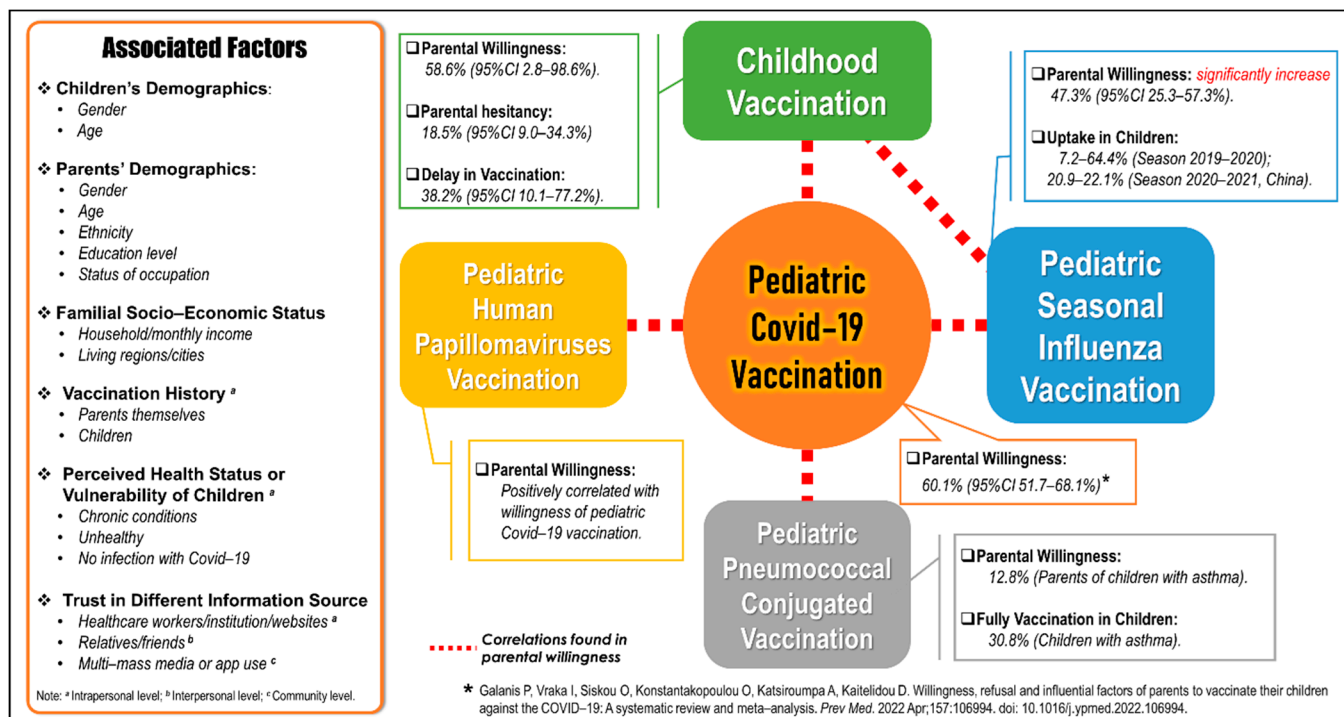 Associated Factors
❖ Children's Demographics:
• Gender
• Age
❖ Parents' Demographics:
• Gender
• Age
• Ethnicity
• Education level
• Status of occupation
❖ Familial Socio–Economic Status
• Household/monthly income
• Living regions/cities
❖ Vaccination History ᵃ
• Parents themselves
• Children
❖ Perceived Health Status or
Vulnerability of Children ᵃ
• Chronic conditions
• Unhealthy
• No infection with Covid–19
❖ Trust in Different Information Source
• Healthcare workers/institution/websites ᵃ
• Relatives/friends ᵇ
• Multi–mass media or app use ᶜ
Note: ᵃ Intrapersonal level; ᵇ Interpersonal level; ᶜ Community level.
❑Parental Willingness:
58.6% (95%CI 2.8–98.6%).
❑Parental hesitancy:
18.5% (95%CI 9.0–34.3%)
❑Delay in Vaccination:
38.2% (95%CI 10.1–77.2%).
Childhood
Vaccination
❑Parental Willingness: significantly increase
47.3% (95%CI 25.3–57.3%).
❑Uptake in Children:
7.2–64.4% (Season 2019–2020);
20.9–22.1% (Season 2020–2021, China).
Pediatric
Human
Papillomaviruses
Vaccination
Pediatric
Covid–19
Vaccination
Pediatric
Seasonal
Influenza
Vaccination
❑Parental Willingness:
Positively correlated with
willingness of pediatric
Covid–19 vaccination.
❑Parental Willingness:
60.1% (95%CI 51.7–68.1%)*
Pediatric
Pneumococcal
Conjugated
Vaccination
❑Parental Willingness:
12.8% (Parents of children with asthma).
❑Fully Vaccination in Children:
30.8% (Children with asthma).
Correlations found in
parental willingness
* Galanis P, Vraka I, Siskou O, Konstantakopoulou O, Katsiroumpa A, Kaitelidou D. Willingness, refusal and influential factors of parents to vaccinate their children
against the COVID–19: A systematic review and meta–analysis. Prev Med. 2022 Apr;157:106994. doi: 10.1016/j.ypmed.2022.106994.